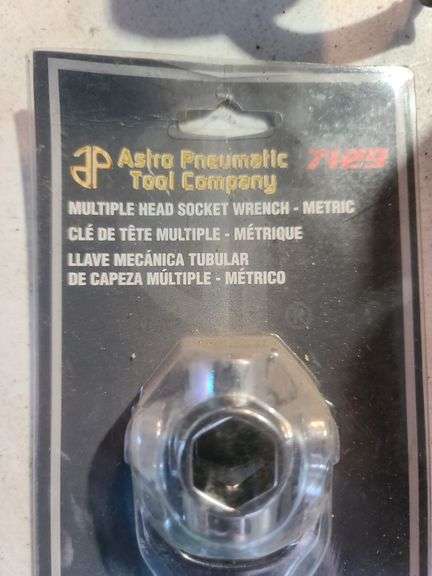 AP Astro Pneumatic 7129
Tool Company
MULTIPLE HEAD SOCKET WRENCH - METRIC
CLÉ DE TÊTE MULTIPLE - MÉTRIQUE
LLAVE MECÁNICA TUBULAR
DE CAPEZA MÚLTIPLE - MÉTRICO
®